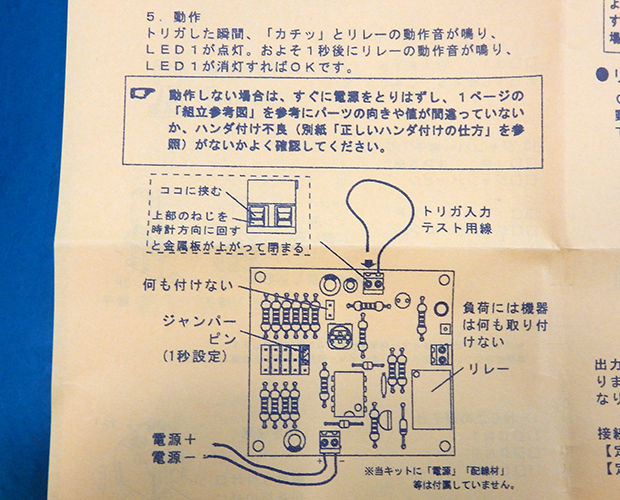 ５．動作
トリガした瞬間、「カチッ」とリレーの動作音が鳴り、
ＬＥＤ１が点灯。およそ１秒後にリレーの動作音が鳴り、
ＬＥＤ１が消灯すればＯＫです。
動作しない場合は、すぐに電源をとりはずし、１ページの
「組立参考図」を参考にパーツの向きや値が間違っていない
か、ハンダ付け不良（別紙「正しいハンダ付けの仕方」を参
照）がないかよく確認してください。
ココに挟む
上部のねじを
時計方向に回す
と金属板が上がって閉まる
トリガ入力
テスト用線
何も付けない
ジャンパー
ピン
(１秒設定)
負荷には機器
は何も取り付
けない
リレー
電源＋
電源－
※当キットに「電源」「配線材」
等は付属していません。
出力
りま
なり
接続
【定
【定